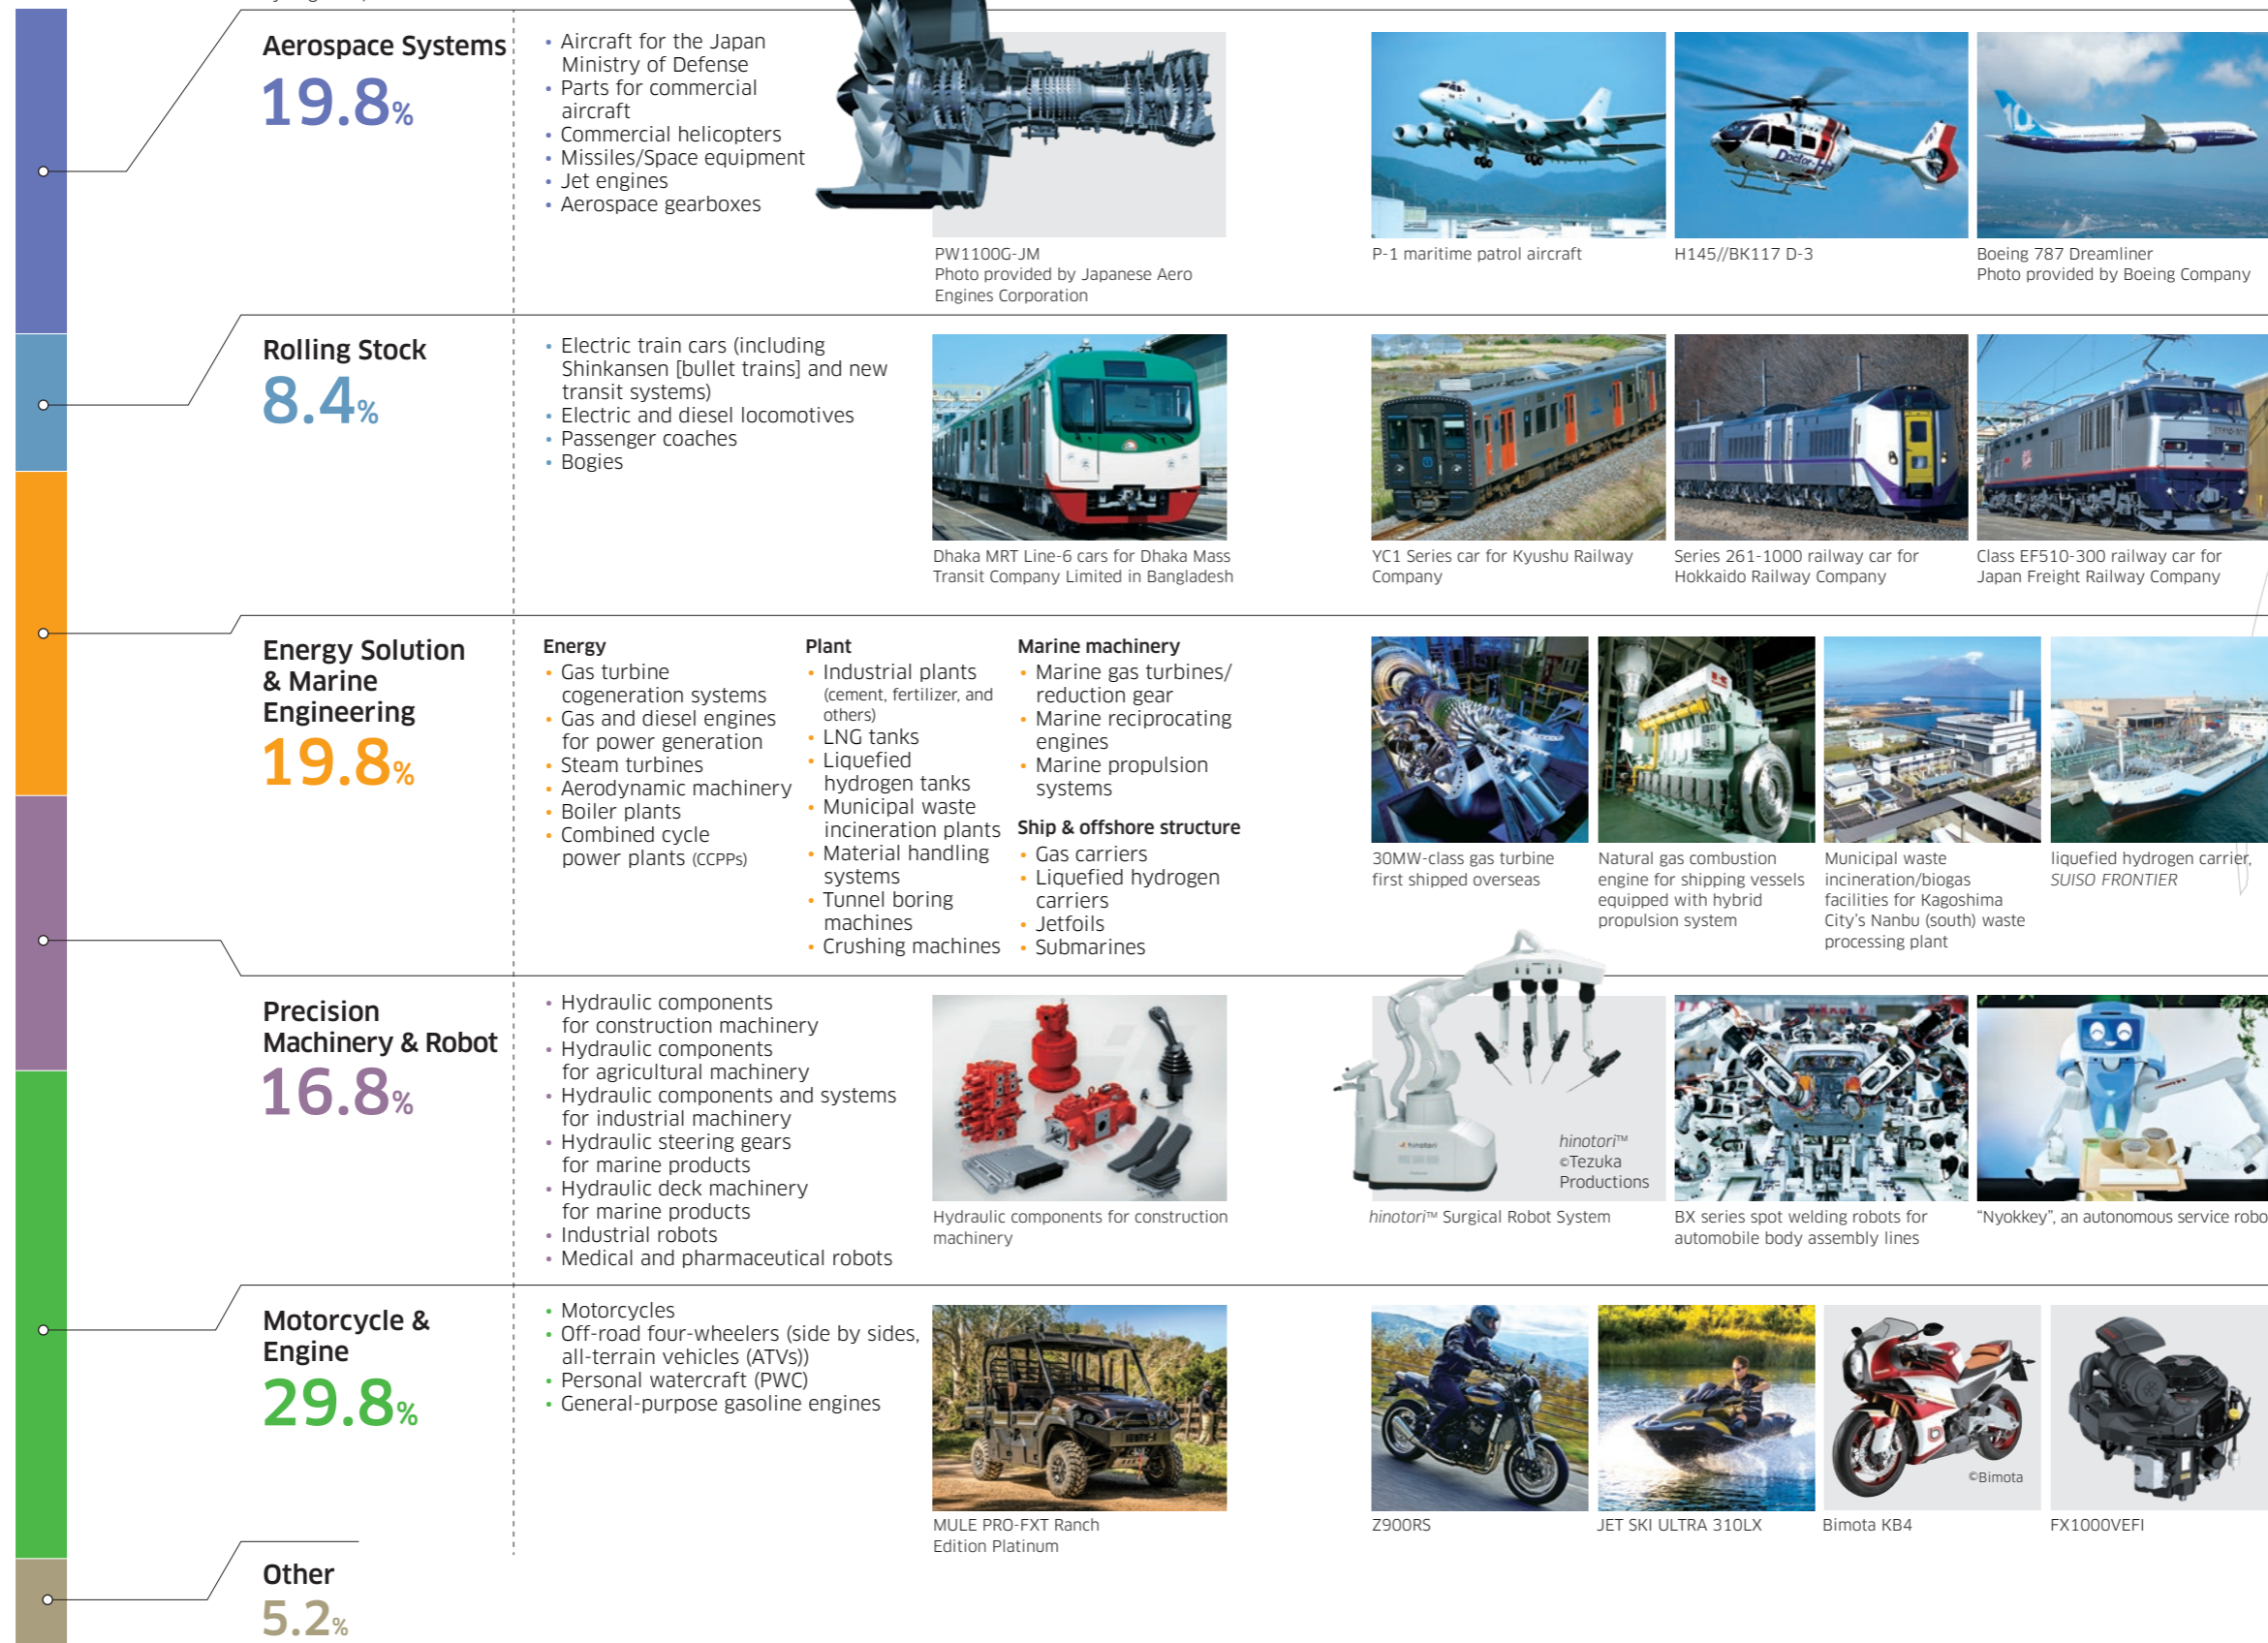 Aerospace Systems
19.8%
• Aircraft for the Japan
Ministry of Defense
• Parts for commercial
aircraft
• Commercial helicopters
• Missiles/Space equipment
• Jet engines
• Aerospace gearboxes
PW1100G-JM
Photo provided by Japanese Aero
Engines Corporation
P-1 maritime patrol aircraft
H145//BK117 D-3
Boeing 787 Dreamliner
Photo provided by Boeing Company
Rolling Stock
8.4%
• Electric train cars (including
Shinkansen [bullet trains] and new
transit systems)
• Electric and diesel locomotives
• Passenger coaches
• Bogies
Dhaka MRT Line-6 cars for Dhaka Mass
Transit Company Limited in Bangladesh
YC1 Series car for Kyushu Railway
Company
Series 261-1000 railway car for
Hokkaido Railway Company
Class EF510-300 railway car for
Japan Freight Railway Company
Energy Solution
& Marine
Engineering
19.8%
Energy
• Gas turbine
cogeneration systems
• Gas and diesel engines
for power generation
• Steam turbines
• Aerodynamic machinery
• Boiler plants
• Combined cycle
power plants (CCPPs)
Plant
• Industrial plants
(cement, fertilizer, and
others)
• LNG tanks
• Liquefied
hydrogen tanks
• Municipal waste
incineration plants
• Material handling
systems
• Tunnel boring
machines
• Crushing machines
Marine machinery
• Marine gas turbines/
reduction gear
• Marine reciprocating
engines
• Marine propulsion
systems
Ship & offshore structure
• Gas carriers
• Liquefied hydrogen
carriers
• Jetfoils
• Submarines
30MW-class gas turbine
first shipped overseas
Natural gas combustion
engine for shipping vessels
equipped with hybrid
propulsion system
Municipal waste
incineration/biogas
facilities for Kagoshima
City's Nanbu (south) waste
processing plant
liquefied hydrogen carrier,
SUISO FRONTIER
Precision
Machinery & Robot
16.8%
• Hydraulic components
for construction machinery
• Hydraulic components
for agricultural machinery
• Hydraulic components and systems
for industrial machinery
• Hydraulic steering gears
for marine products
• Hydraulic deck machinery
for marine products
• Industrial robots
• Medical and pharmaceutical robots
Hydraulic components for construction
machinery
hinotori
hinotori™
©Tezuka
Productions
hinotori™ Surgical Robot System
BX series spot welding robots for
automobile body assembly lines
"Nyokkey", an autonomous service robo
Motorcycle &
Engine
29.8%
• Motorcycles
• Off-road four-wheelers (side by sides,
all-terrain vehicles (ATVs))
• Personal watercraft (PWC)
• General-purpose gasoline engines
MULE PRO-FXT Ranch
Edition Platinum
Z900RS
JET SKI ULTRA 310LX
©Bimota
Bimota KB4
FX1000VEFI
Other
5.2%